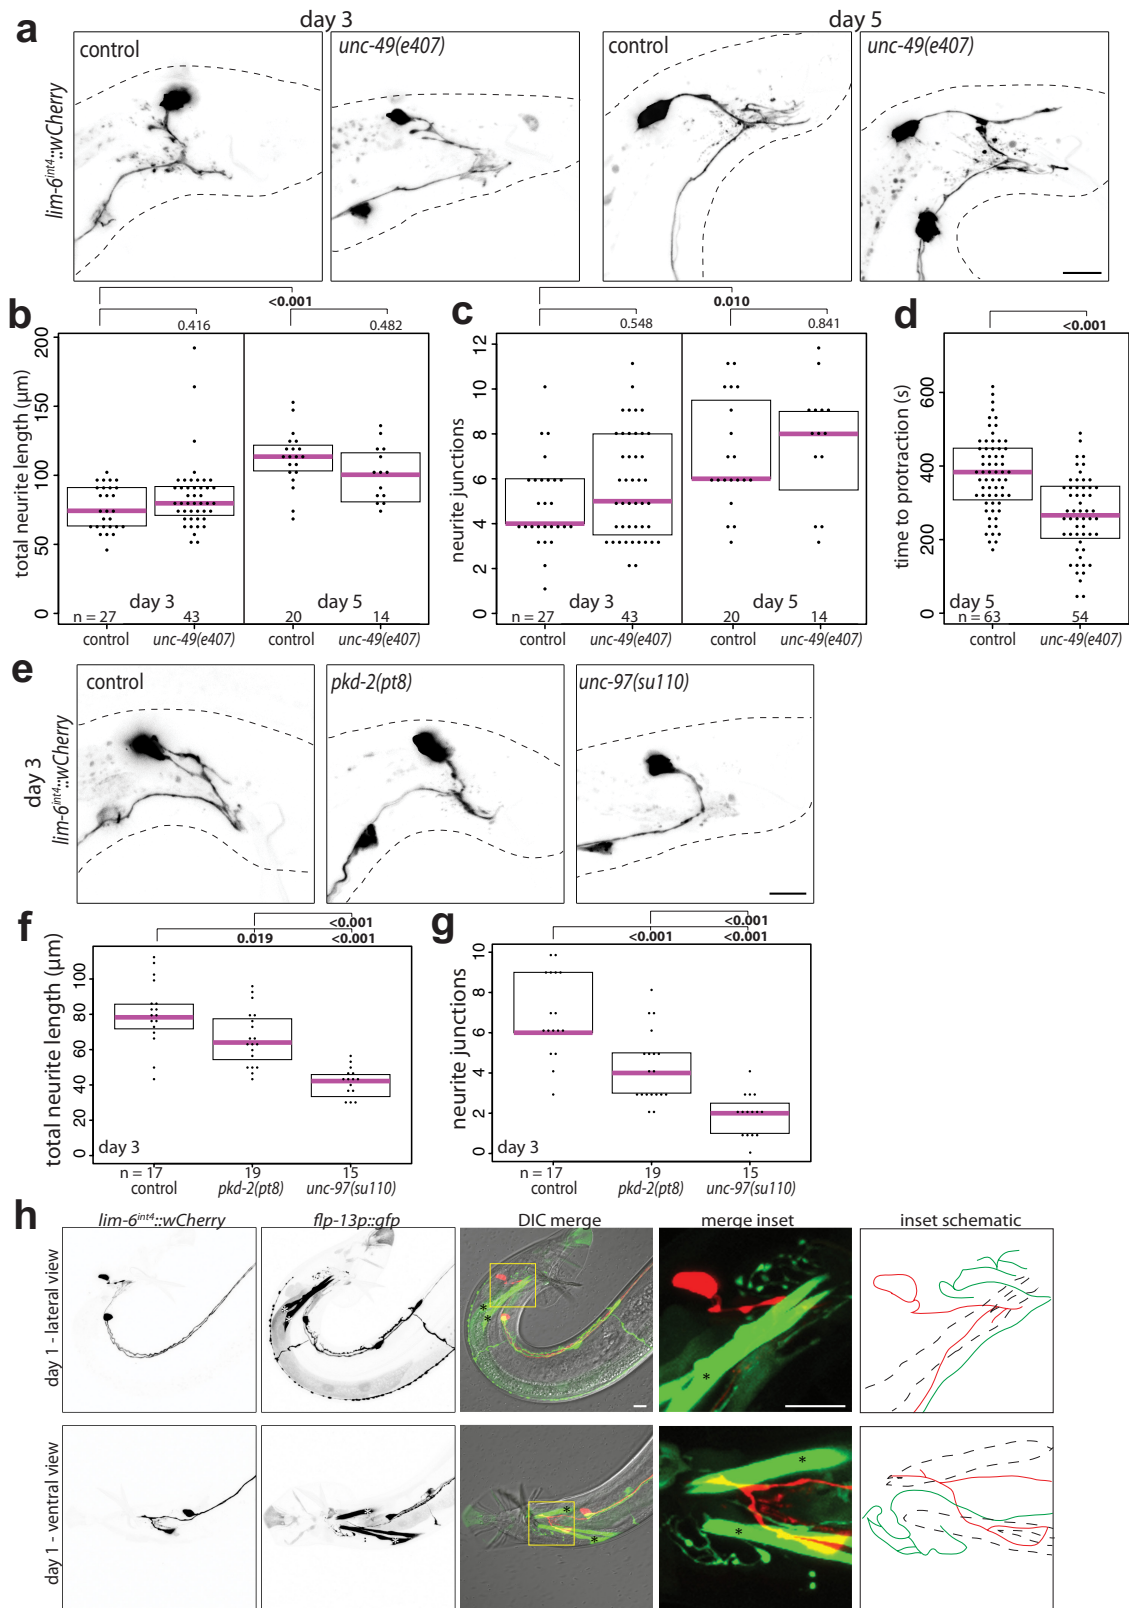 a
day 3
day 5
control
unc-49(e407)
control
unc-49(e407)
lim-6int4::wCherry
b
<0.001
0.416
0.482
total neurite length (µm)
200
150
100
50
0
day 3
day 5
n = 27
43
20
14
control
unc-49(e407)
control
unc-49(e407)
c
0.010
0.548
0.841
neurite junctions
12
10
8
6
4
2
0
day 3
day 5
n = 27
43
20
14
control
unc-49(e407)
control
unc-49(e407)
d
<0.001
time to protraction (s)
600
400
200
0
day 5
n = 63
54
control
unc-49(e407)
e
control
pkd-2(pt8)
unc-97(su110)
day 3
lim-6int4::wCherry
f
<0.001
0.019
<0.001
total neurite length (µm)
100
80
60
40
20
0
day 3
n = 17
19
15
control
pkd-2(pt8)
unc-97(su110)
g
<0.001
<0.001
<0.001
neurite junctions
10
8
6
4
2
0
day 3
n = 17
19
15
control
pkd-2(pt8)
unc-97(su110)
h
lim-6int4::wCherry
flp-13p::gfp
DIC merge
merge inset
inset schematic
day 1 - lateral view
*
*
*
*
*
day 1 - ventral view
*
*
*
*
*
*